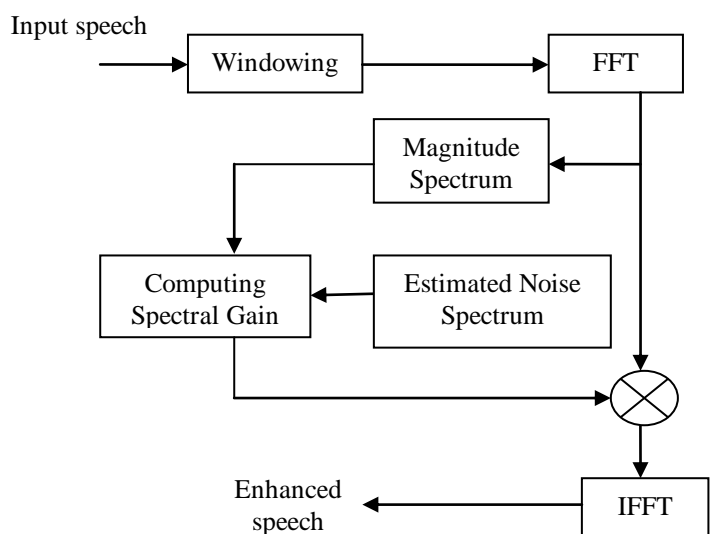 Input speech
Windowing
FFT
Magnitude
Spectrum
Computing
Spectral Gain
Estimated Noise
Spectrum
Enhanced
speech
IFFT